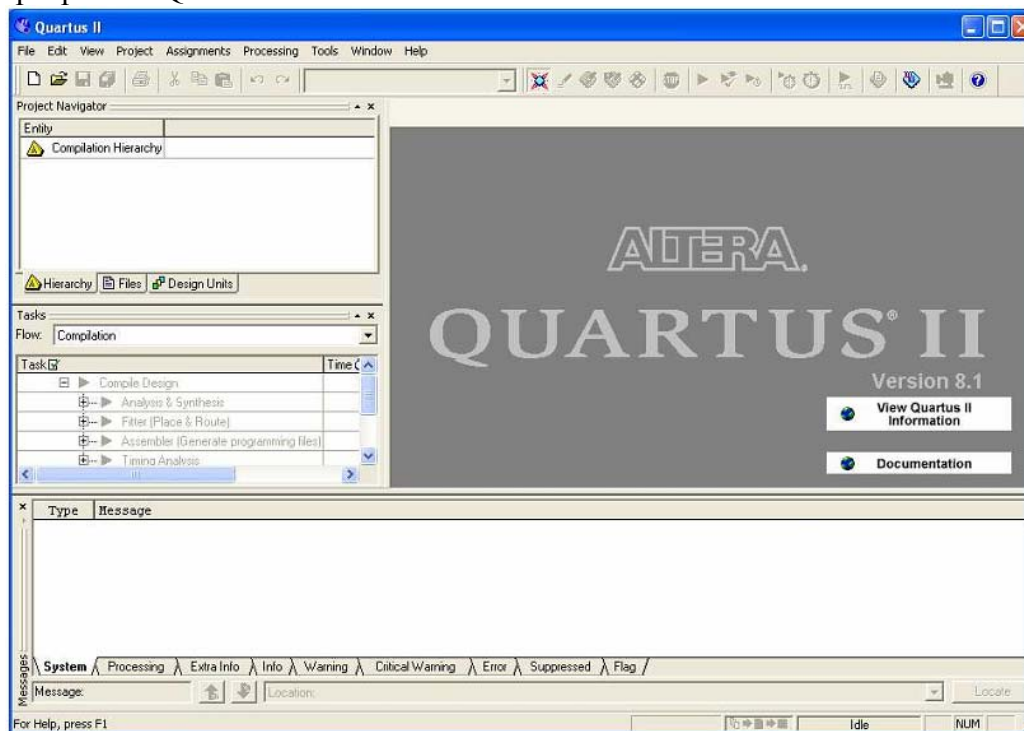 Quartus II
File Edit View Project Assignments Processing Tools Window Help
Project Navigator
Entity
Compilation Hierarchy
Hierarchy Files Design Units
Tasks
Flow: Compilation
Task Time
Compile Design
Analysis & Synthesis
Fitter (Place & Route)
Assembler (Generate programming files)
Timing Analysis
ALTERA.
QUARTUS® II
Version 8.1
View Quartus II
Information
Documentation
Type Message
System Processing Extra Info Info Warning Critical Warning Error Suppressed Flag
Messages
Message: Location: Locate
For Help, press F1 Idle NUM